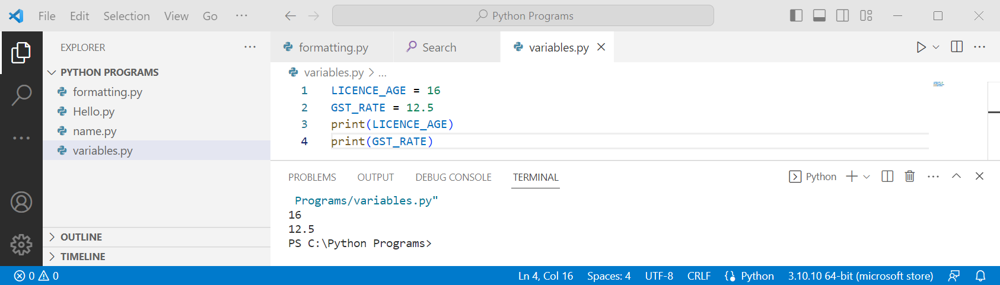 File Edit Selection View Go ··· Python Programs
EXPLORER ···
PYTHON PROGRAMS
formatting.py
Hello.py
name.py
variables.py
OUTLINE
TIMELINE
formatting.py Search variables.py
variables.py > ...
1 LICENCE_AGE = 16
2 GST_RATE = 12.5
3 print(LICENCE_AGE)
4 print(GST_RATE)
PROBLEMS OUTPUT DEBUG CONSOLE TERMINAL Python
Programs/variables.py"
16
12.5
PS C:\Python Programs>
0 0 Ln 4, Col 16 Spaces: 4 UTF-8 CRLF Python 3.10.10 64-bit (microsoft store)